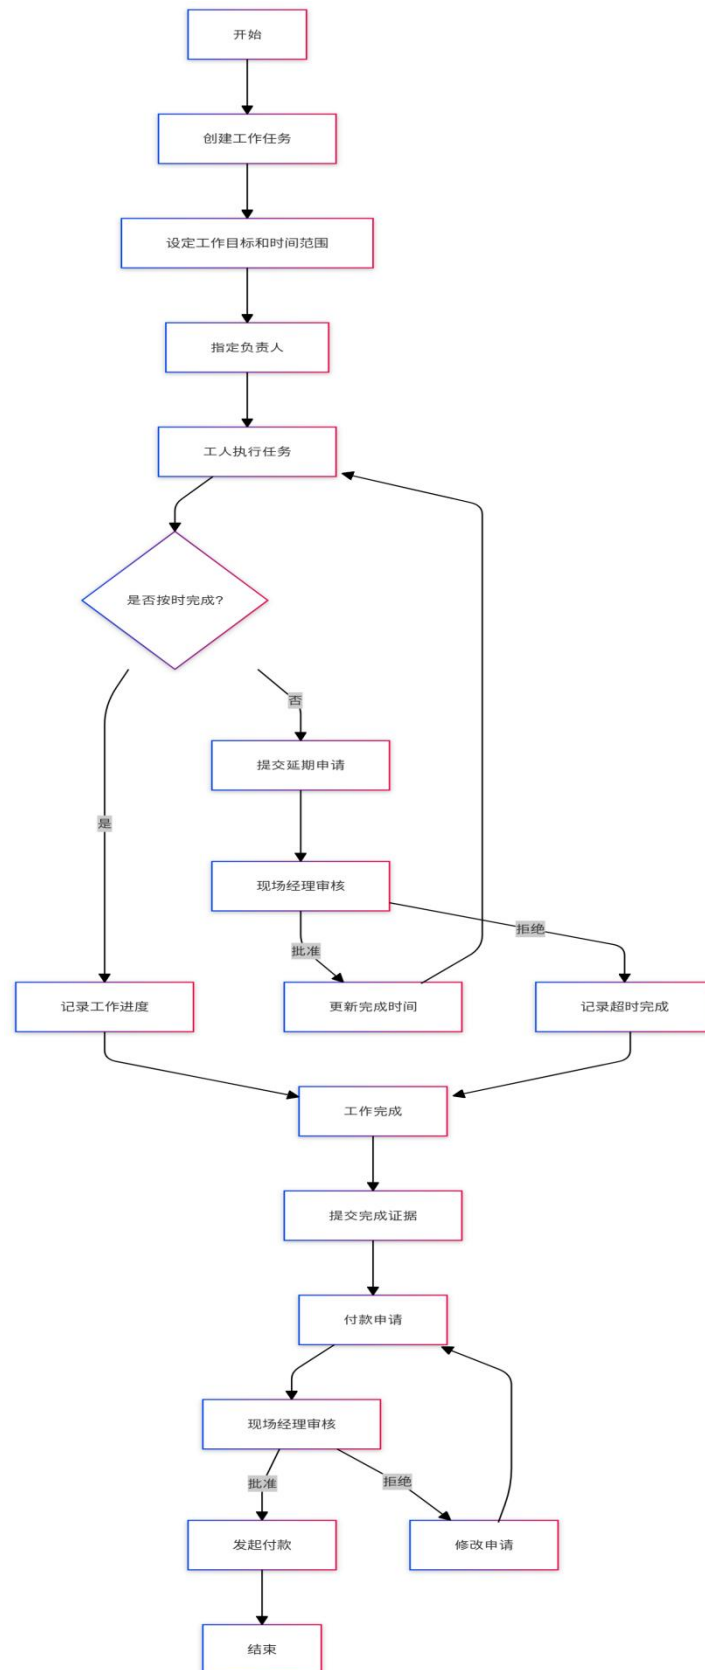 开始
创建工作任务
设定工作目标和时间范围
指定负责人
工人执行任务
是否按时完成?
否
提交延期申请
是
现场经理审核
拒绝
批准
记录工作进度
更新完成时间
记录超时完成
工作完成
提交完成证据
付款申请
现场经理审核
批准
拒绝
发起付款
修改申请
结束